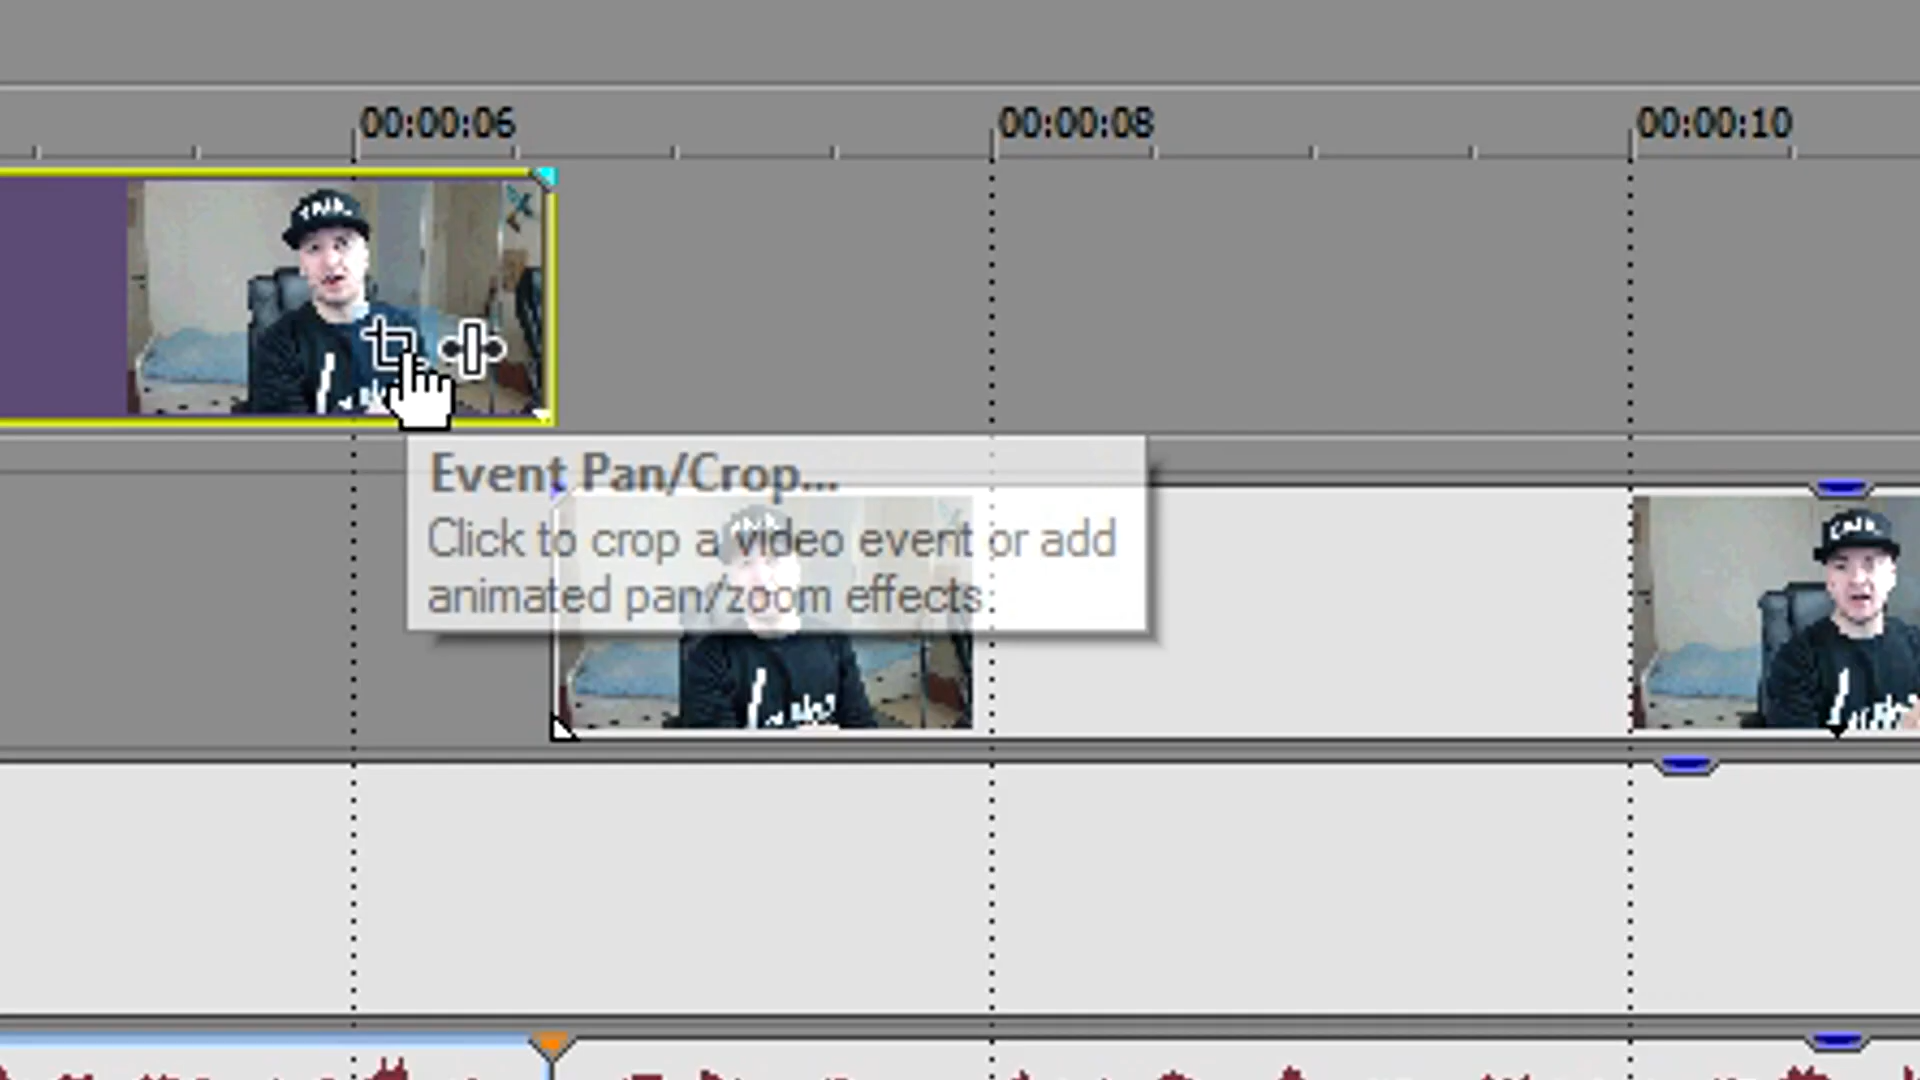 00:00:06 00:00:08 00:00:10
Event Pan/Crop...
Click to crop a video event or add
animated pan/zoom effects.